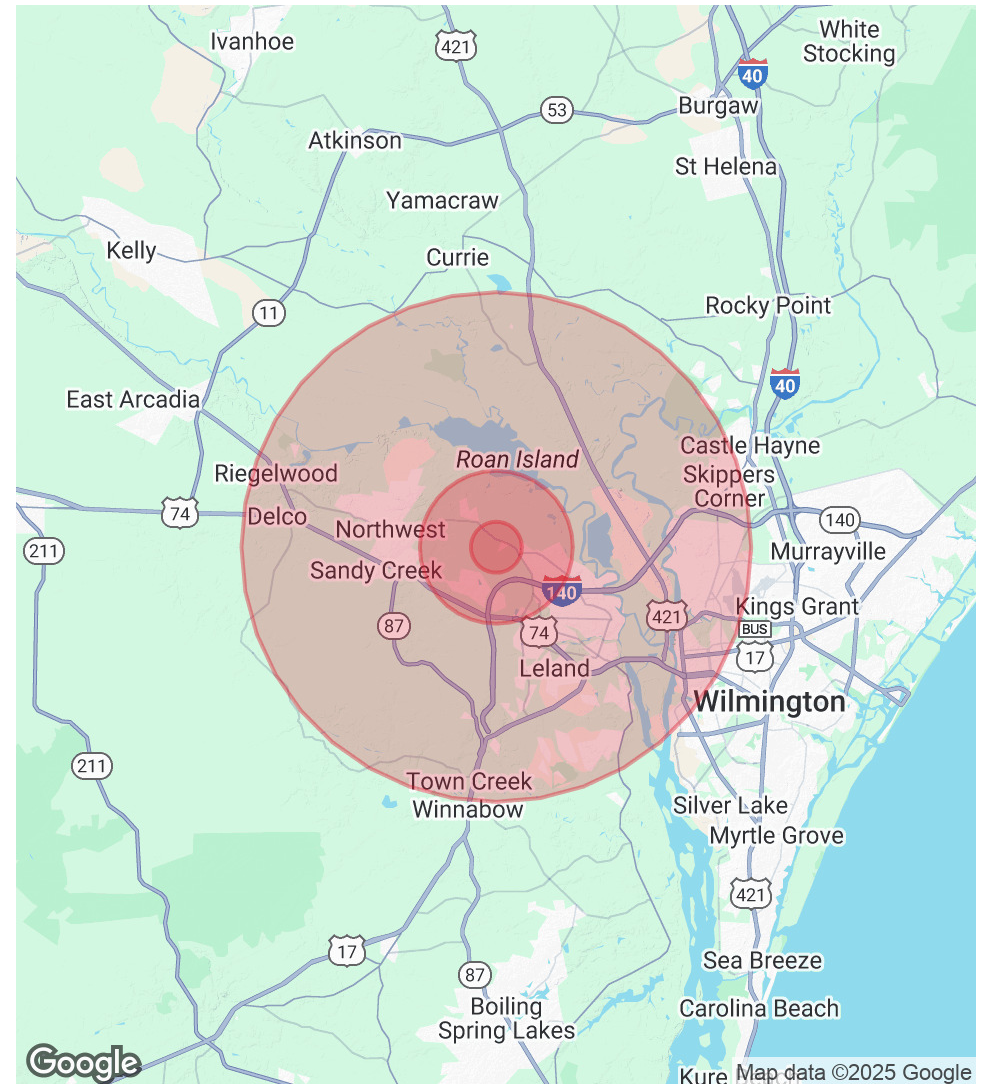 White
Stocking
Ivanhoe
421
40
Burgaw
53
Atkinson
St Helena
Yamacraw
Kelly
Currie
Rocky Point
11
40
East Arcadia
Castle Hayne
Roan Island
Riegelwood
Skippers
Corner
74
Delco
140
Northwest
211
Murrayville
Sandy Creek
140
Kings Grant
421
87
74
BUS
17
Leland
Wilmington
211
Town Creek
Winnabow
Silver Lake
Myrtle Grove
421
17
Sea Breeze
87
Boiling
Spring Lakes
Carolina Beach
Google
Map data ©2025 Google
Kure